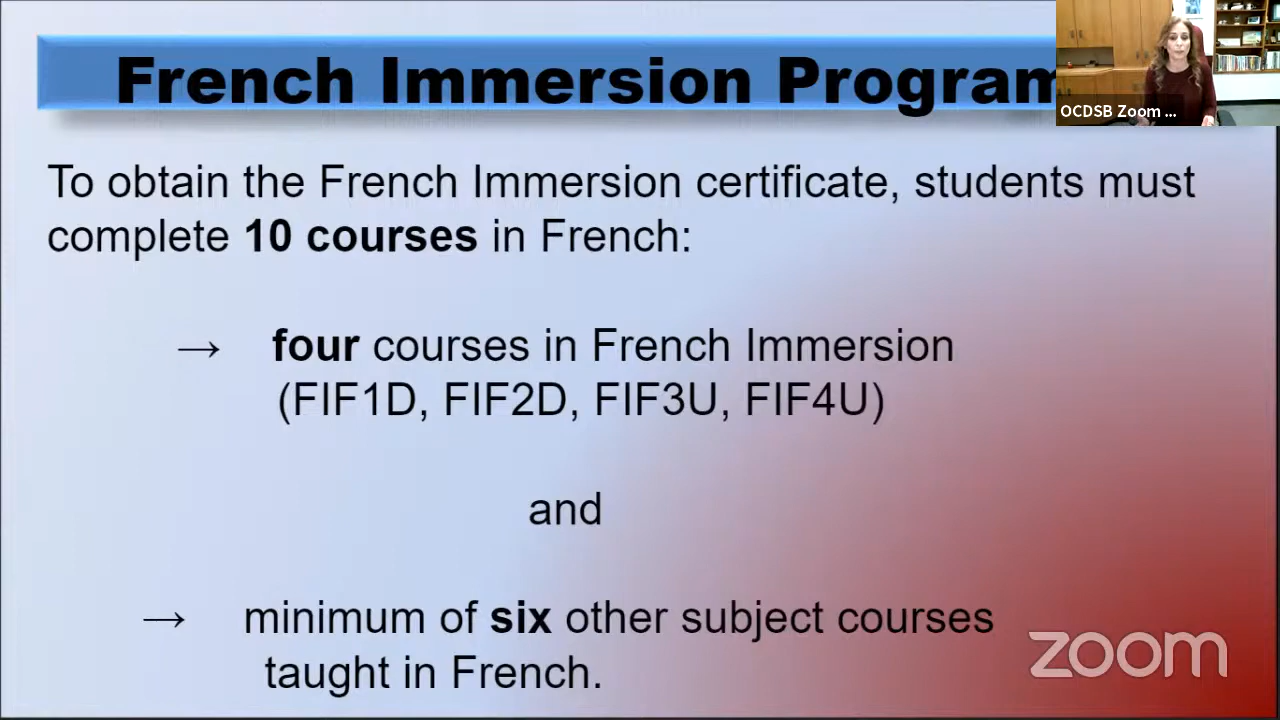 French Immersion Program
OCDSB Zoom ...
To obtain the French Immersion certificate, students must
complete 10 courses in French:
→ four courses in French Immersion
(FIF1D, FIF2D, FIF3U, FIF4U)
and
→ minimum of six other subject courses
taught in French.
zoom